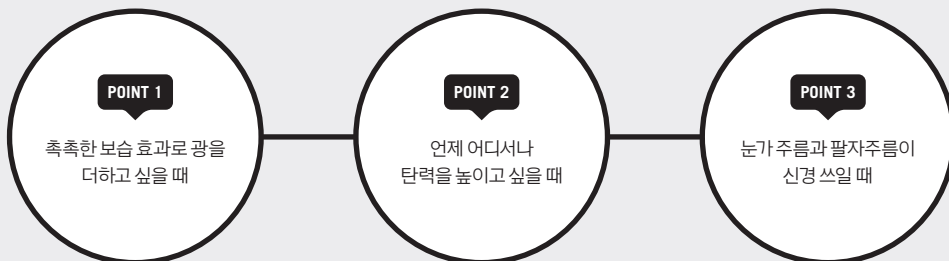 POINT 1
촉촉한 보습 효과로 광을
더하고 싶을 때
POINT 2
언제 어디서나
탄력을 높이고 싶을 때
POINT 3
눈가 주름과 팔자주름이
신경 쓰일 때